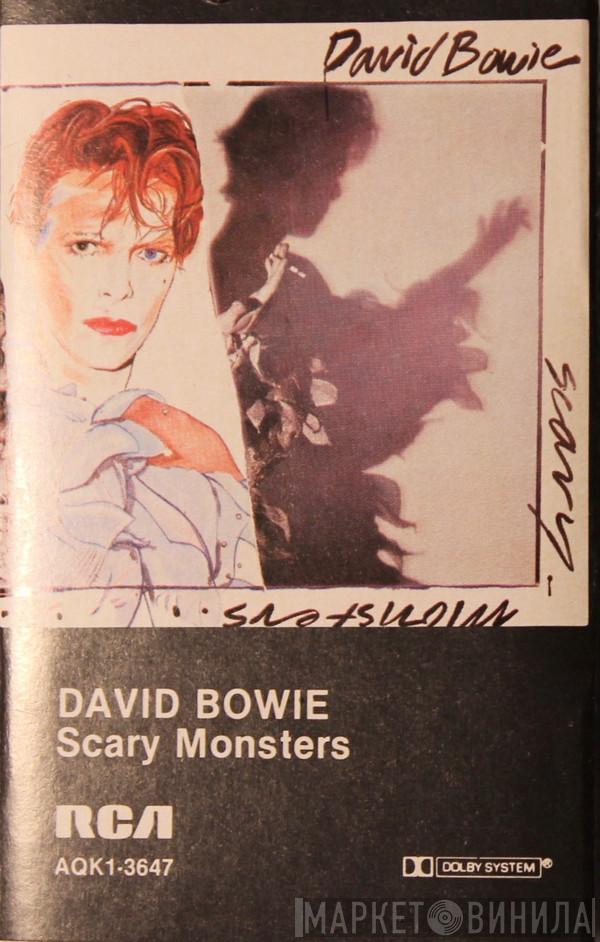 David Bowie
scary
monsters
DAVID BOWIE
Scary Monsters
RCA
AQK1-3647
DOLBY SYSTEM®
МАРКЕТ ВИНИЛА